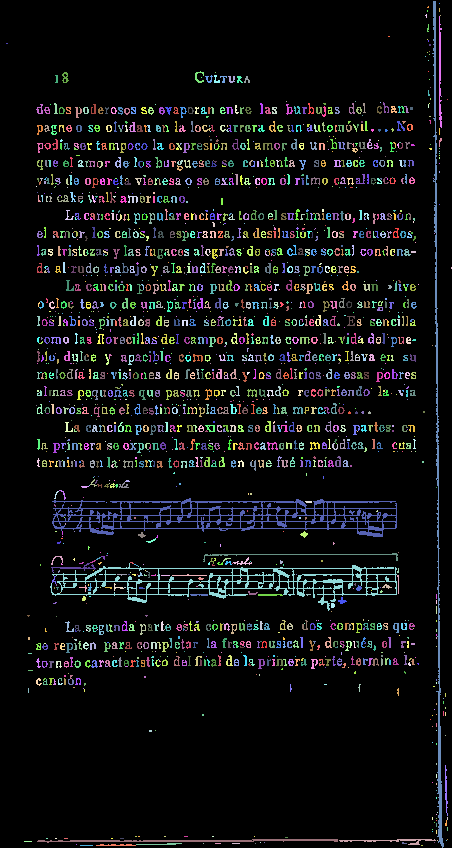 18 CULTURA
de los poderosos se evaporan entre las burbujas del cham-
pagne o se olvidan en la loca carrera de un automóvil.... No
podía ser tampoco la expresión del amor de un burgués, por-
que el amor de los burgueses se contenta y se mece con un
vals de opereta vienesa o se exalta con el ritmo canallesco de
un cake walk americano.
La canción popular encierra todo el sufrimiento, la pasión,
el amor, los celos, la esperanza, la desilusión; los recuerdos,
las tristezas y las fugaces alegrías de esa clase social condena-
da al rudo trabajo y a la indiferencia de los próceres.
La canción popular no pudo nacer después de un »five
o'cloc tea» o de una partida de «tennis»; no pudo surgir de
los labios pintados de una señorita de sociedad. Es sencilla
como las florecillas del campo, doliente como la vida del pue-
blo, dulce y apacible como un santo atardecer; lleva en su
melodía las visiones de felicidad y los delirios de esas pobres
almas pequeñas que pasan por el mundo recorriendo la vía
dolorosa que el destino implacable les ha marcado....
La canción popular mexicana se divide en dos partes: en
la primera se expone la frase francamente melódica, la cual
termina en la misma tonalidad en que fué iniciada.
Andante
Ritornelo
La segunda parte está compuesta de dos compases que
se repiten para completar la frase musical y, después, el ri-
tornelo característico del final de la primera parte, termina la
canción.